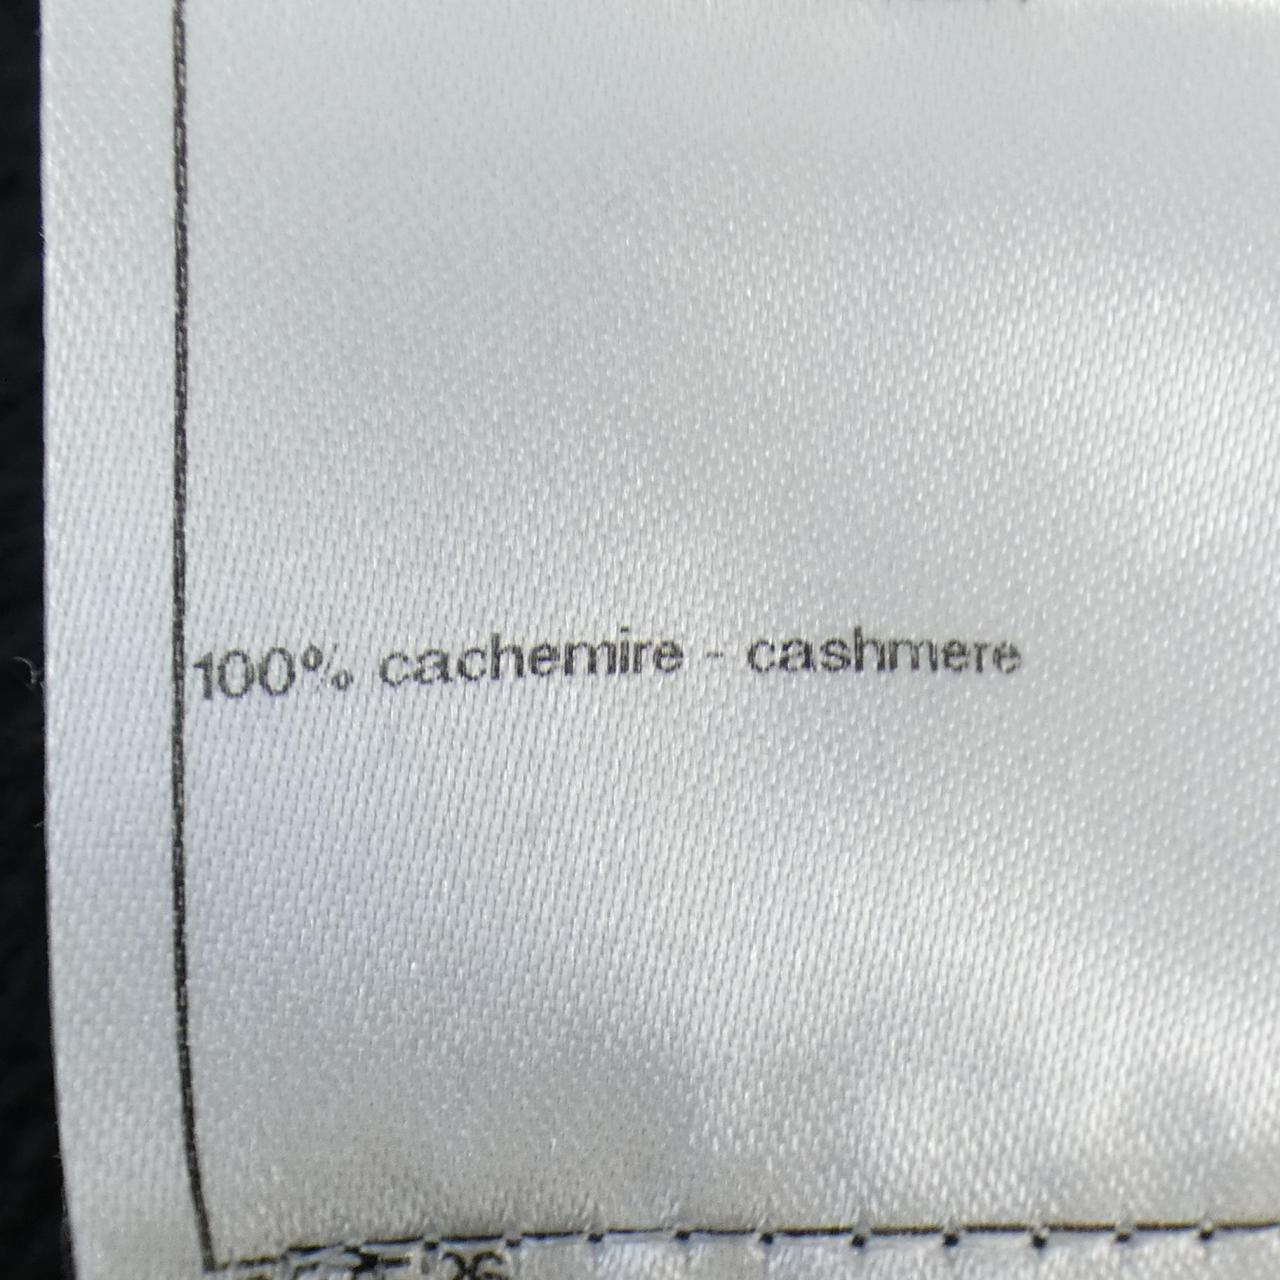 100% cachemire - cashmere